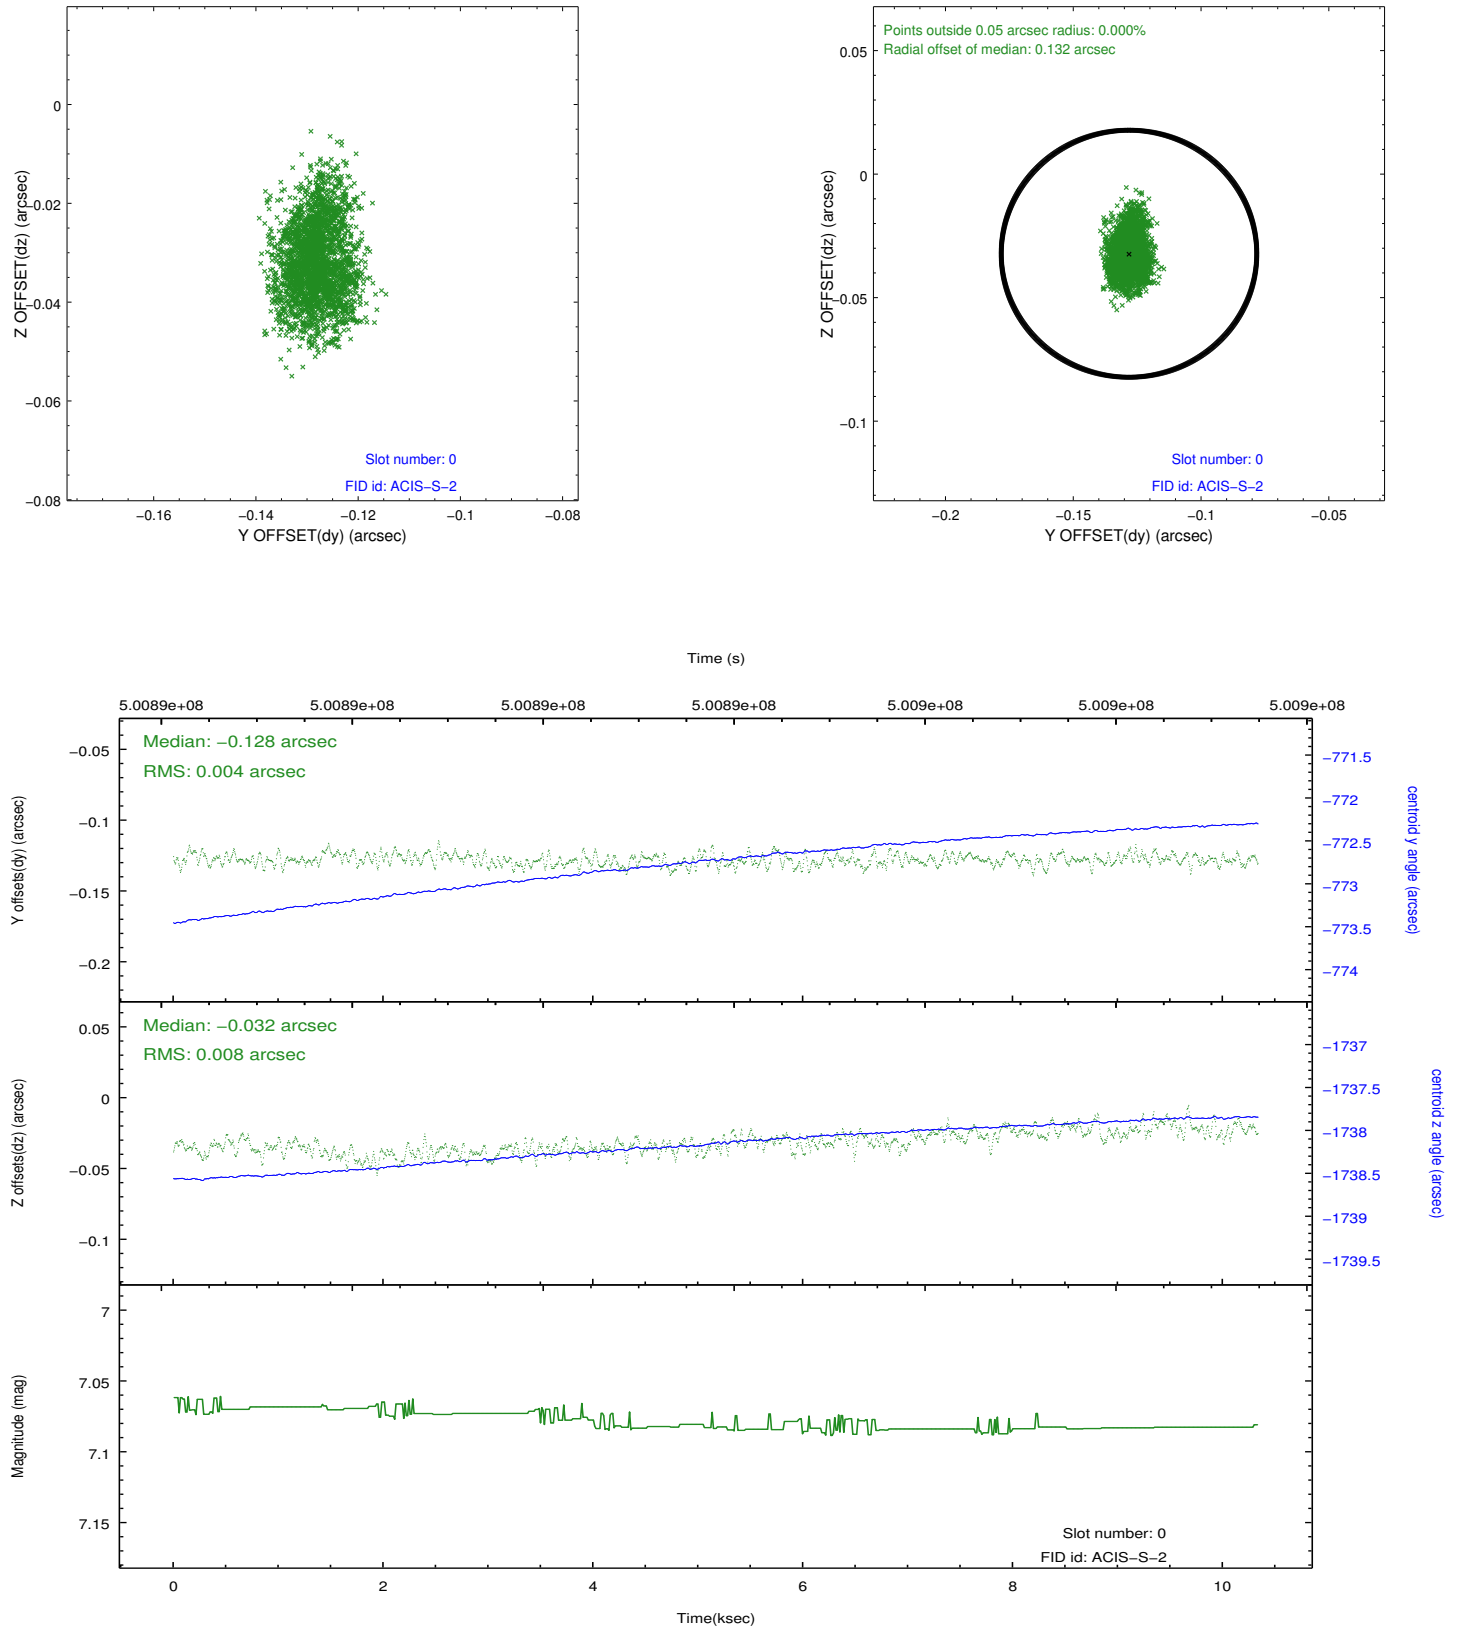 0
−0.02
−0.04
−0.06
−0.08
Z OFFSET(dz) (arcsec)
−0.16
−0.14
−0.12
−0.1
−0.08
Y OFFSET(dy) (arcsec)
Slot number: 0
FID id: ACIS−S−2
Points outside 0.05 arcsec radius: 0.000%
Radial offset of median: 0.132 arcsec
0.05
0
−0.05
−0.1
Z OFFSET(dz) (arcsec)
−0.2
−0.15
−0.1
−0.05
Y OFFSET(dy) (arcsec)
Slot number: 0
FID id: ACIS−S−2
Time (s)
5.0089e+08
5.0089e+08
5.0089e+08
5.0089e+08
5.009e+08
5.009e+08
5.009e+08
Median: −0.128 arcsec
RMS: 0.004 arcsec
−0.05
−0.1
−0.15
−0.2
Y offsets(dy) (arcsec)
−771.5
−772
−772.5
−773
−773.5
−774
centroid y angle (arcsec)
Median: −0.032 arcsec
RMS: 0.008 arcsec
0.05
0
−0.05
−0.1
Z offsets(dz) (arcsec)
−1737
−1737.5
−1738
−1738.5
−1739
−1739.5
centroid z angle (arcsec)
7
7.05
7.1
7.15
Magnitude (mag)
Slot number: 0
FID id: ACIS−S−2
0
2
4
6
8
10
Time(ksec)